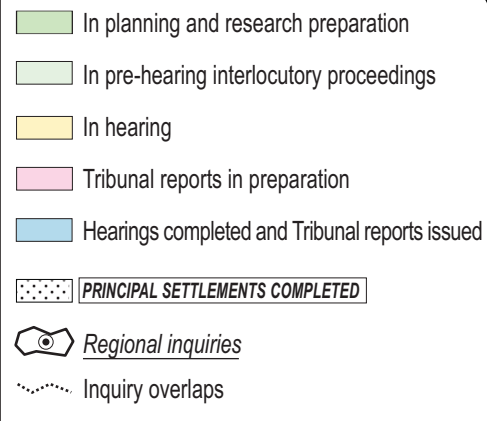 In planning and research preparation
In pre-hearing interlocutory proceedings
In hearing
Tribunal reports in preparation
Hearings completed and Tribunal reports issued
PRINCIPAL SETTLEMENTS COMPLETED
Regional inquiries
Inquiry overlaps